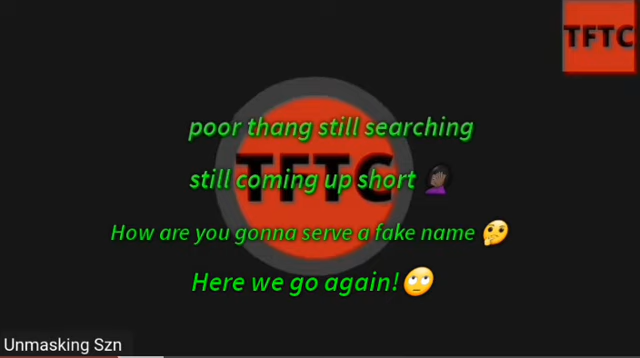 TFTC
poor thang still searching
TFTC
still coming up short 🤦🏿‍♀️
How are you gonna serve a fake name 🤔
Here we go again!🙄
Unmasking Szn